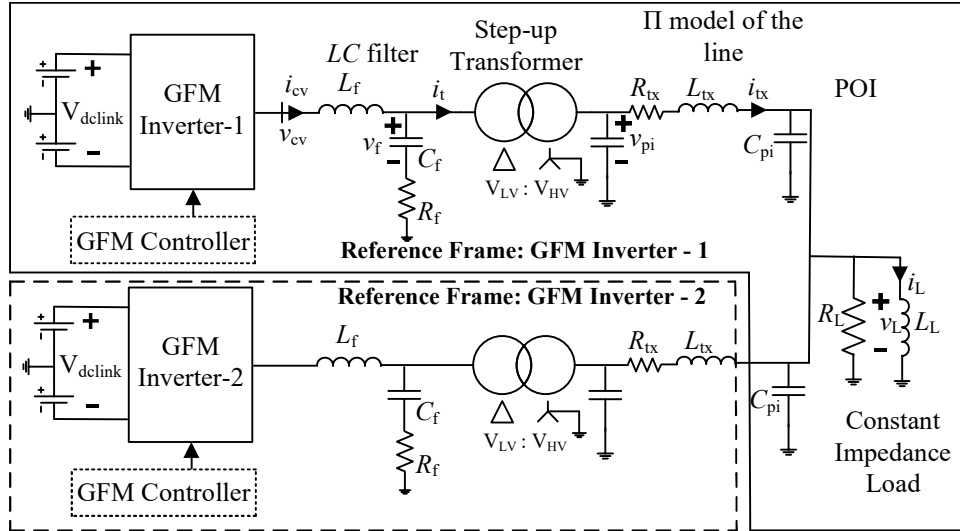 Π model of the
line
Step-up
Transformer
LC filter
POI
GFM
Inverter-1
+
V_dclink
−
i_cv
v_cv
L_f
i_t
+
v_f
−
C_f
R_f
V_LV : V_HV
+
v_pi
−
R_tx
L_tx
i_tx
C_pi
GFM Controller
Reference Frame: GFM Inverter - 1
Reference Frame: GFM Inverter - 2
GFM
Inverter-2
+
V_dclink
−
L_f
C_f
R_f
V_LV : V_HV
R_tx
L_tx
C_pi
GFM Controller
R_L
+
v_L
−
i_L
L_L
Constant
Impedance
Load